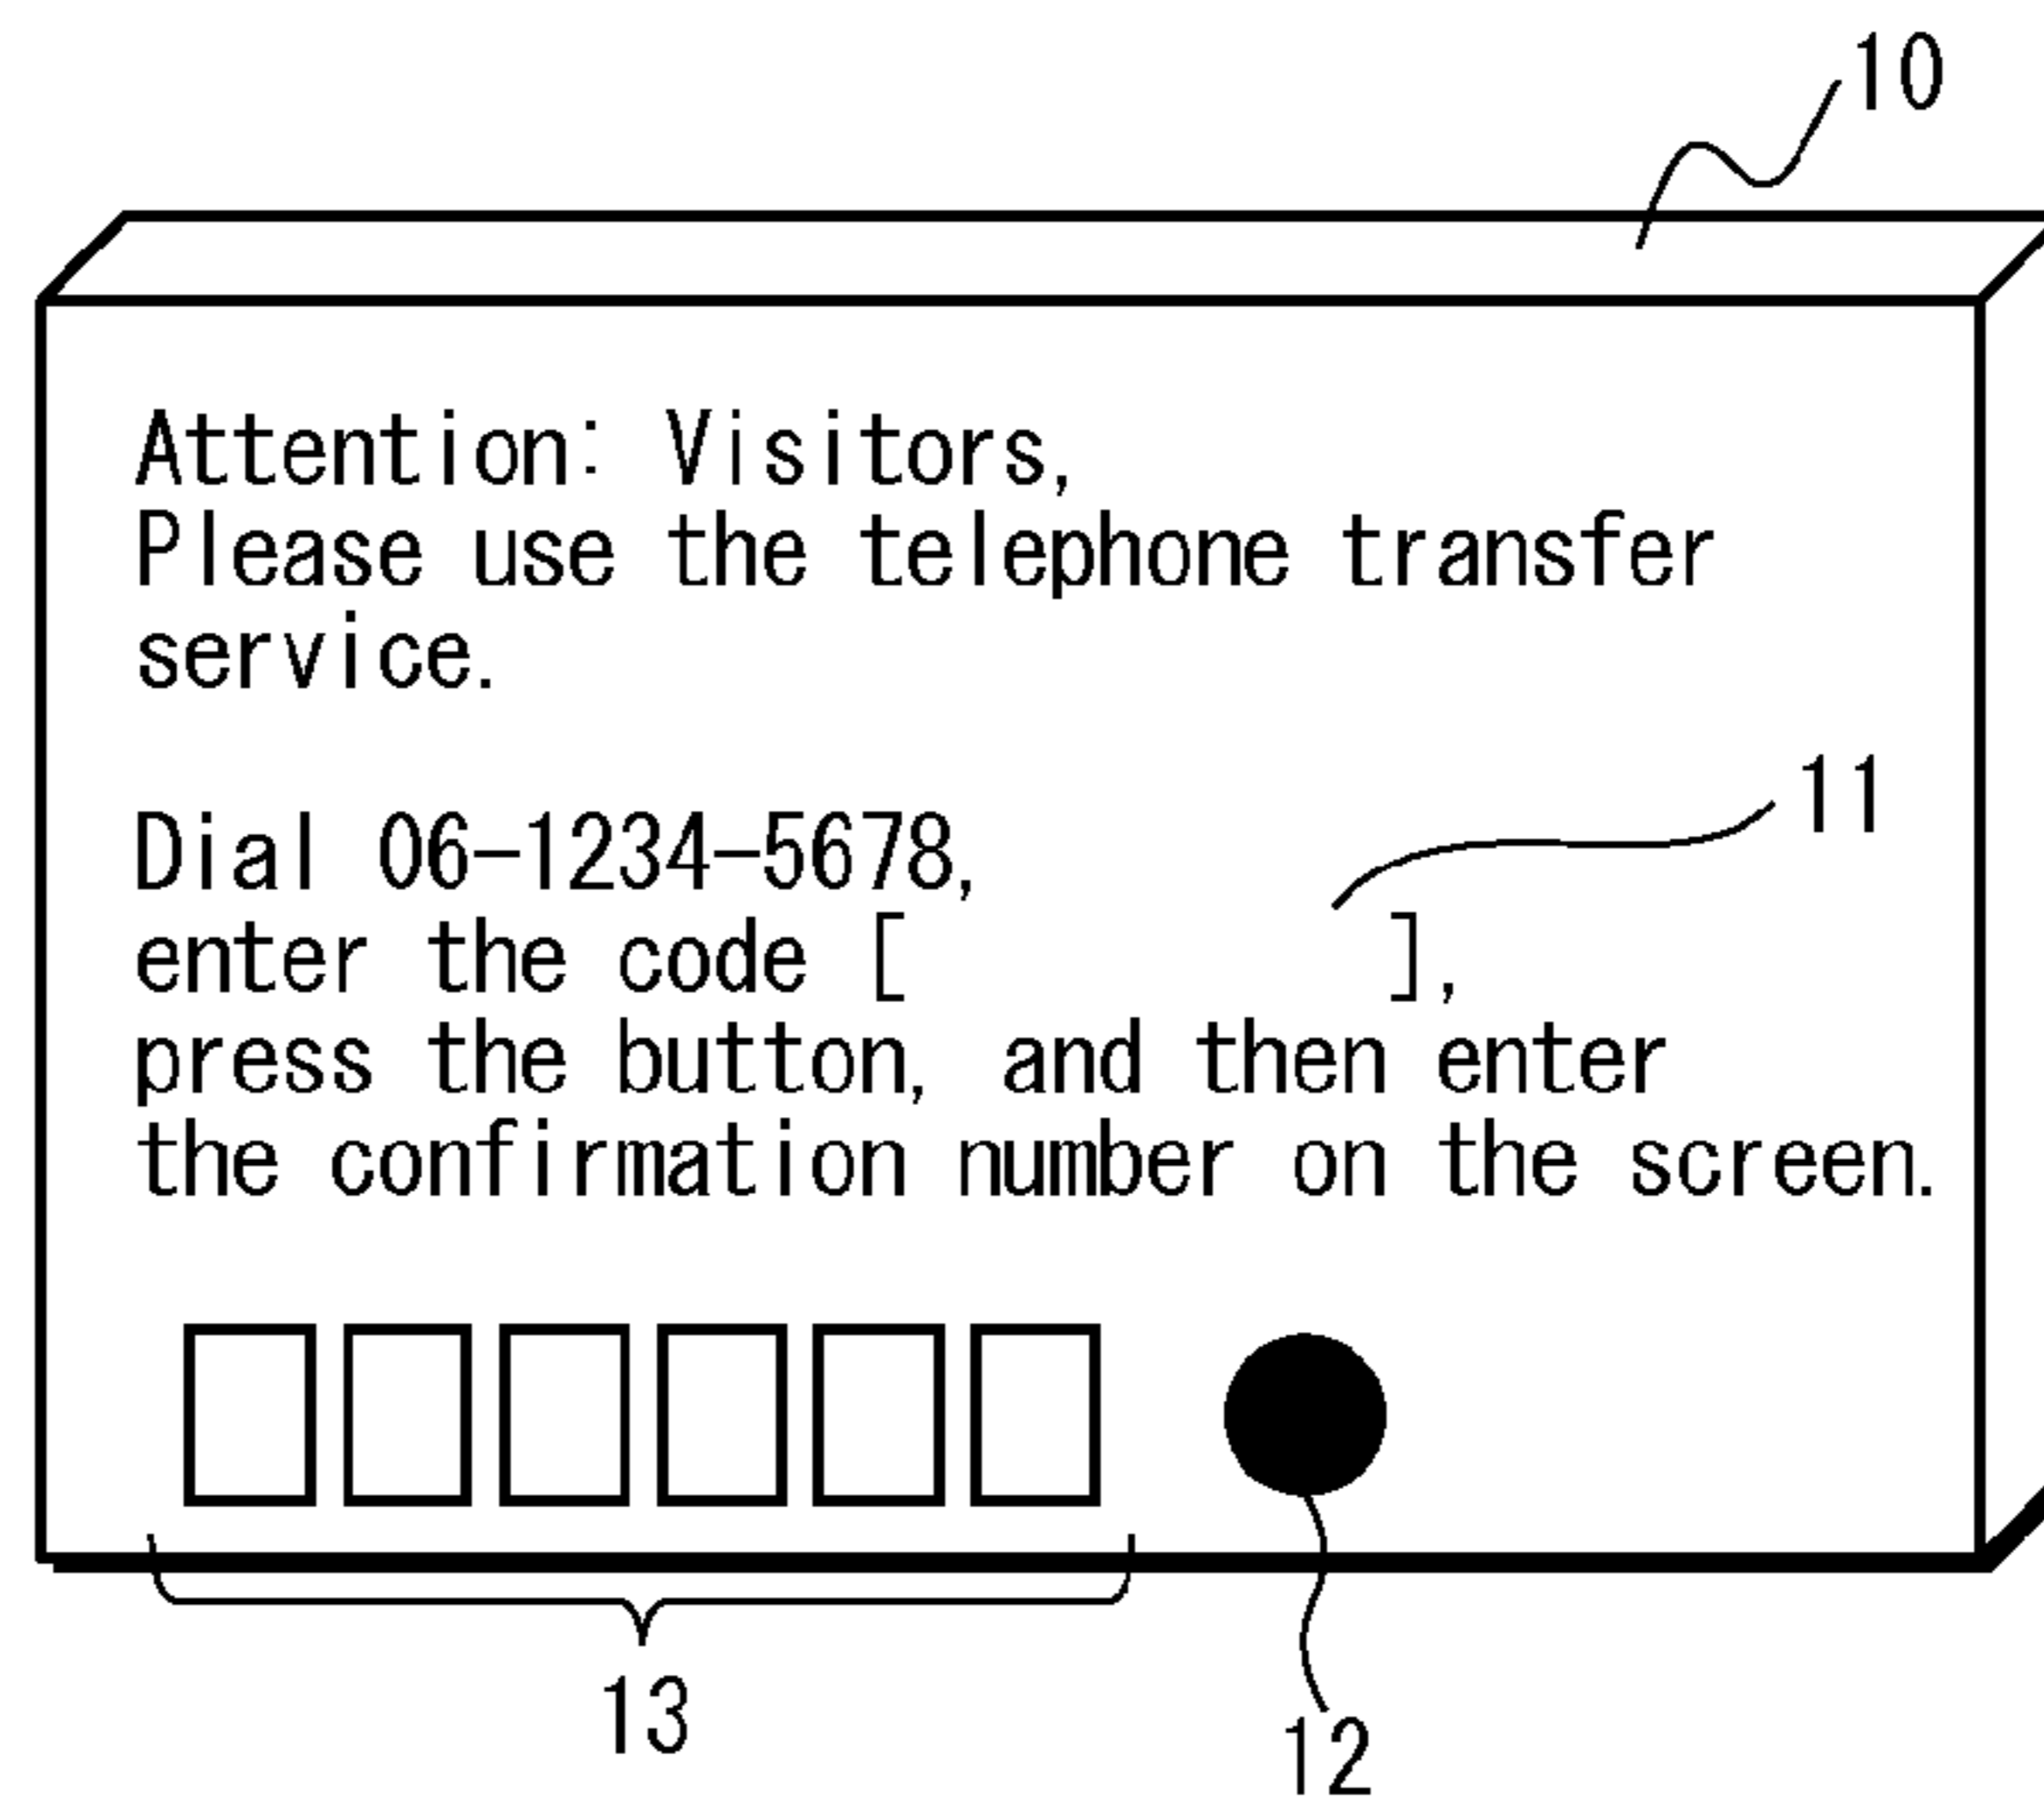 10
Attention: Visitors,
Please use the telephone transfer
service.
11
Dial 06-1234-5678,
enter the code [ ],
press the button, and then enter
the confirmation number on the screen.
13
12